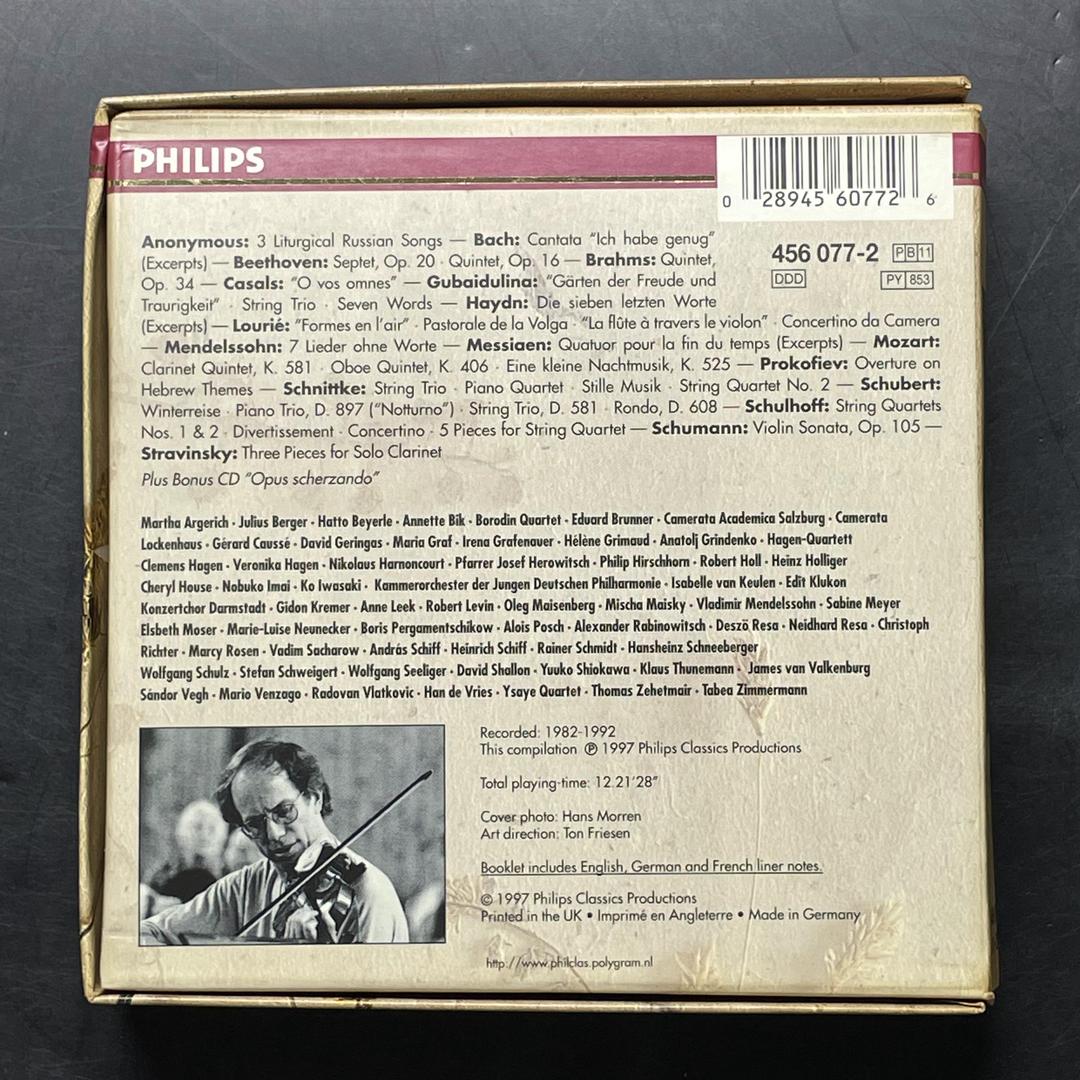 PHILIPS
0 28945 60772 6
456 077-2 PB 11
DDD PY 853
Anonymous: 3 Liturgical Russian Songs — Bach: Cantata “Ich habe genug”
(Excerpts) — Beethoven: Septet, Op. 20 · Quintet, Op. 16 — Brahms: Quintet,
Op. 34 — Casals: “O vos omnes” — Gubaidulina: “Gärten der Freude und
Traurigkeit” · String Trio · Seven Words — Haydn: Die sieben letzten Worte
(Excerpts) — Lourié: “Formes en l’air” · Pastorale de la Volga · “La flûte à travers le violon” · Concertino da Camera
— Mendelssohn: 7 Lieder ohne Worte — Messiaen: Quatuor pour la fin du temps (Excerpts) — Mozart:
Clarinet Quintet, K. 581 · Oboe Quintet, K. 406 · Eine kleine Nachtmusik, K. 525 — Prokofiev: Overture on
Hebrew Themes — Schnittke: String Trio · Piano Quartet · Stille Musik · String Quartet No. 2 — Schubert:
Winterreise · Piano Trio, D. 897 (“Notturno”) · String Trio, D. 581 · Rondo, D. 608 — Schulhoff: String Quartets
Nos. 1 & 2 · Divertissement · Concertino · 5 Pieces for String Quartet — Schumann: Violin Sonata, Op. 105 —
Stravinsky: Three Pieces for Solo Clarinet
Plus Bonus CD “Opus scherzando”
Martha Argerich · Julius Berger · Hatto Beyerle · Annette Bik · Borodin Quartet · Eduard Brunner · Camerata Academica Salzburg · Camerata
Lockenhaus · Gérard Caussé · David Geringas · Maria Graf · Irena Grafenauer · Hélène Grimaud · Anatolj Grindenko · Hagen-Quartett
Clemens Hagen · Veronika Hagen · Nikolaus Harnoncourt · Pfarrer Josef Herowitsch · Philip Hirschhorn · Robert Holl · Heinz Holliger
Cheryl House · Nobuko Imai · Ko Iwasaki · Kammerorchester der Jungen Deutschen Philharmonie · Isabelle van Keulen · Edit Klukon
Konzertchor Darmstadt · Gidon Kremer · Anne Leek · Robert Levin · Oleg Maisenberg · Mischa Maisky · Vladimir Mendelssohn · Sabine Meyer
Elsbeth Moser · Marie-Luise Neunecker · Boris Pergamentschikow · Alois Posch · Alexander Rabinowitsch · Deszö Resa · Neidhard Resa · Christoph
Richter · Marcy Rosen · Vadim Sacharow · András Schiff · Heinrich Schiff · Rainer Schmidt · Hansheinz Schneeberger
Wolfgang Schulz · Stefan Schweigert · Wolfgang Seeliger · David Shallon · Yuuko Shiokawa · Klaus Thunemann · James van Valkenburg
Sándor Vegh · Mario Venzago · Radovan Vlatkovic · Han de Vries · Ysaye Quartet · Thomas Zehetmair · Tabea Zimmermann
Recorded: 1982-1992
This compilation ℗ 1997 Philips Classics Productions
Total playing-time: 12.21’28”
Cover photo: Hans Morren
Art direction: Ton Friesen
Booklet includes English, German and French liner notes.
© 1997 Philips Classics Productions
Printed in the UK • Imprimé en Angleterre • Made in Germany
http://www.philclas.polygram.nl